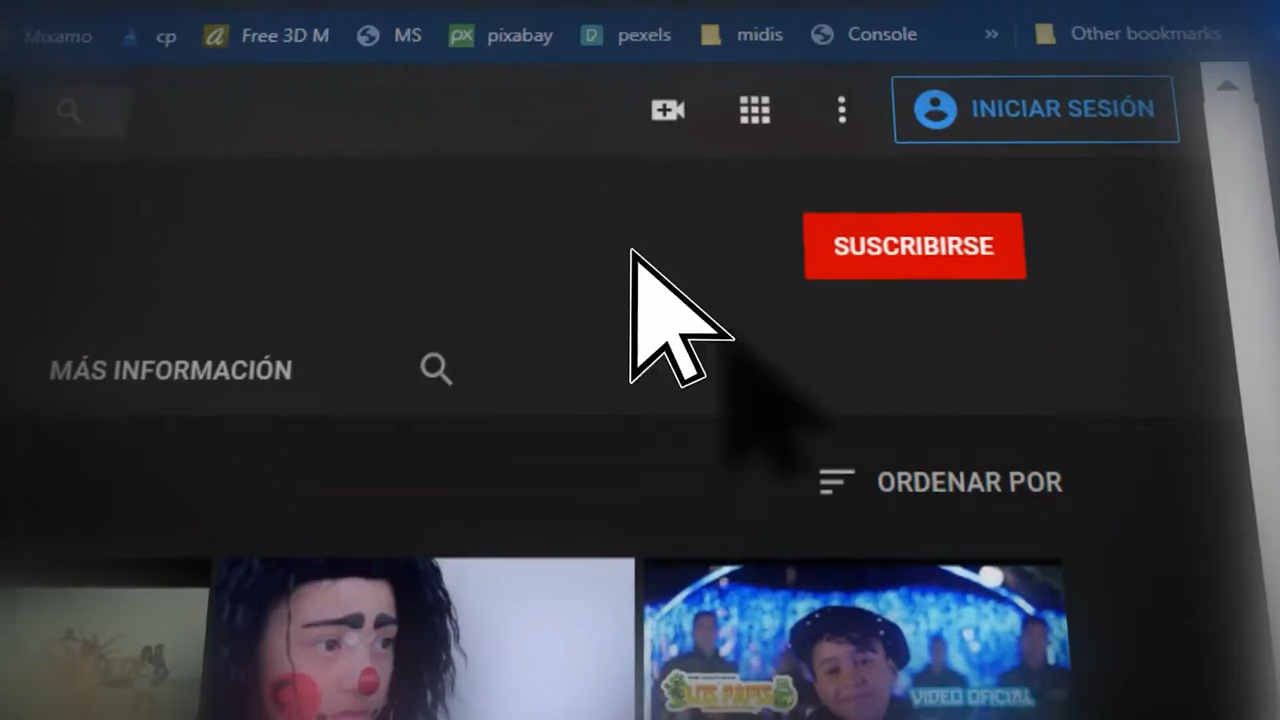 Mixamo cp Free 3D M MS pixabay pexels midis Console » Other bookmarks
INICIAR SESIÓN
SUSCRIBIRSE
MÁS INFORMACIÓN
ORDENAR POR
VIDEO OFICIAL